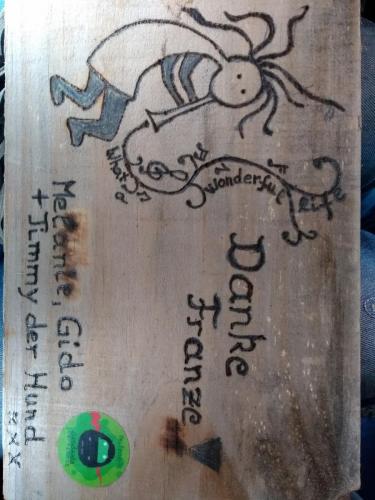 What a
wonderful
Danke
Franze
Melanie, Gido
+ Jimmy der Hund
xxx